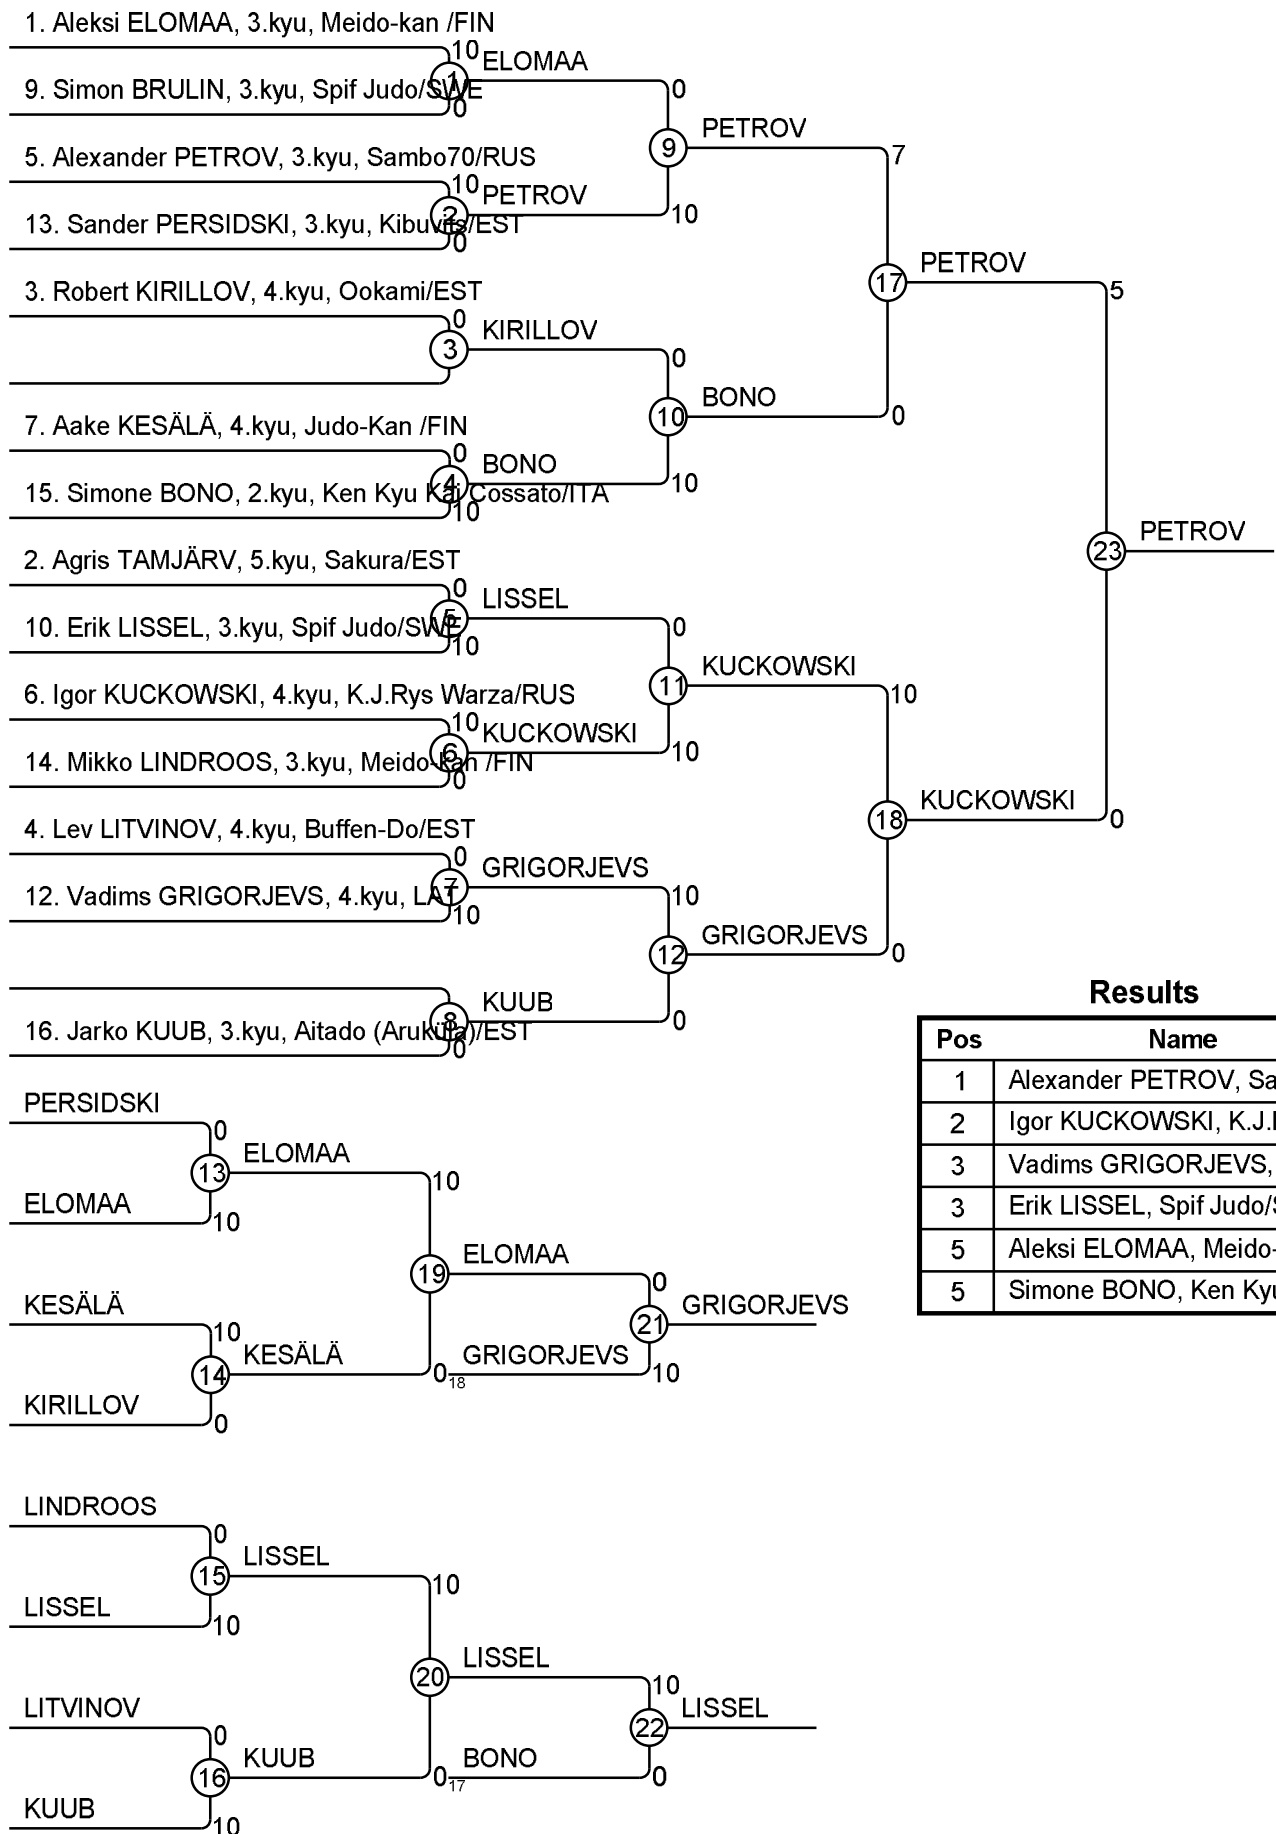 1. Aleksi ELOMAA, 3.kyu, Meido-kan /FIN
10
ELOMAA
1
0
9. Simon BRULIN, 3.kyu, Spif Judo/SWE
0
PETROV
9
7
5. Alexander PETROV, 3.kyu, Sambo70/RUS
10
PETROV
2
10
13. Sander PERSIDSKI, 3.kyu, Kibuvits/EST
0
PETROV
17
5
3. Robert KIRILLOV, 4.kyu, Ookami/EST
0
KIRILLOV
3
0
BONO
10
0
7. Aake KESÄLÄ, 4.kyu, Judo-Kan /FIN
0
BONO
4
10
15. Simone BONO, 2.kyu, Ken Kyu Kai Cossato/ITA
10
PETROV
23
2. Agris TAMJÄRV, 5.kyu, Sakura/EST
0
LISSEL
5
0
10. Erik LISSEL, 3.kyu, Spif Judo/SWE
10
KUCKOWSKI
11
10
6. Igor KUCKOWSKI, 4.kyu, K.J.Rys Warza/RUS
10
KUCKOWSKI
6
10
14. Mikko LINDROOS, 3.kyu, Meido-kan /FIN
0
KUCKOWSKI
18
0
4. Lev LITVINOV, 4.kyu, Buffen-Do/EST
0
GRIGORJEVS
7
10
12. Vadims GRIGORJEVS, 4.kyu, LAT
10
GRIGORJEVS
12
0
KUUB
8
0
16. Jarko KUUB, 3.kyu, Aitado (Aruküla)/EST
0
Results
Pos Name
1 Alexander PETROV, Sa
2 Igor KUCKOWSKI, K.J.
3 Vadims GRIGORJEVS,
3 Erik LISSEL, Spif Judo/
5 Aleksi ELOMAA, Meido-
5 Simone BONO, Ken Kyu
PERSIDSKI
0
13
ELOMAA
10
ELOMAA
10
19
ELOMAA
0
KESÄLÄ
10
14
KESÄLÄ
0
18
GRIGORJEVS
10
21
GRIGORJEVS
KIRILLOV
0
LINDROOS
0
15
LISSEL
10
LISSEL
10
20
LISSEL
10
LITVINOV
0
16
KUUB
0
17
BONO
0
22
LISSEL
KUUB
10